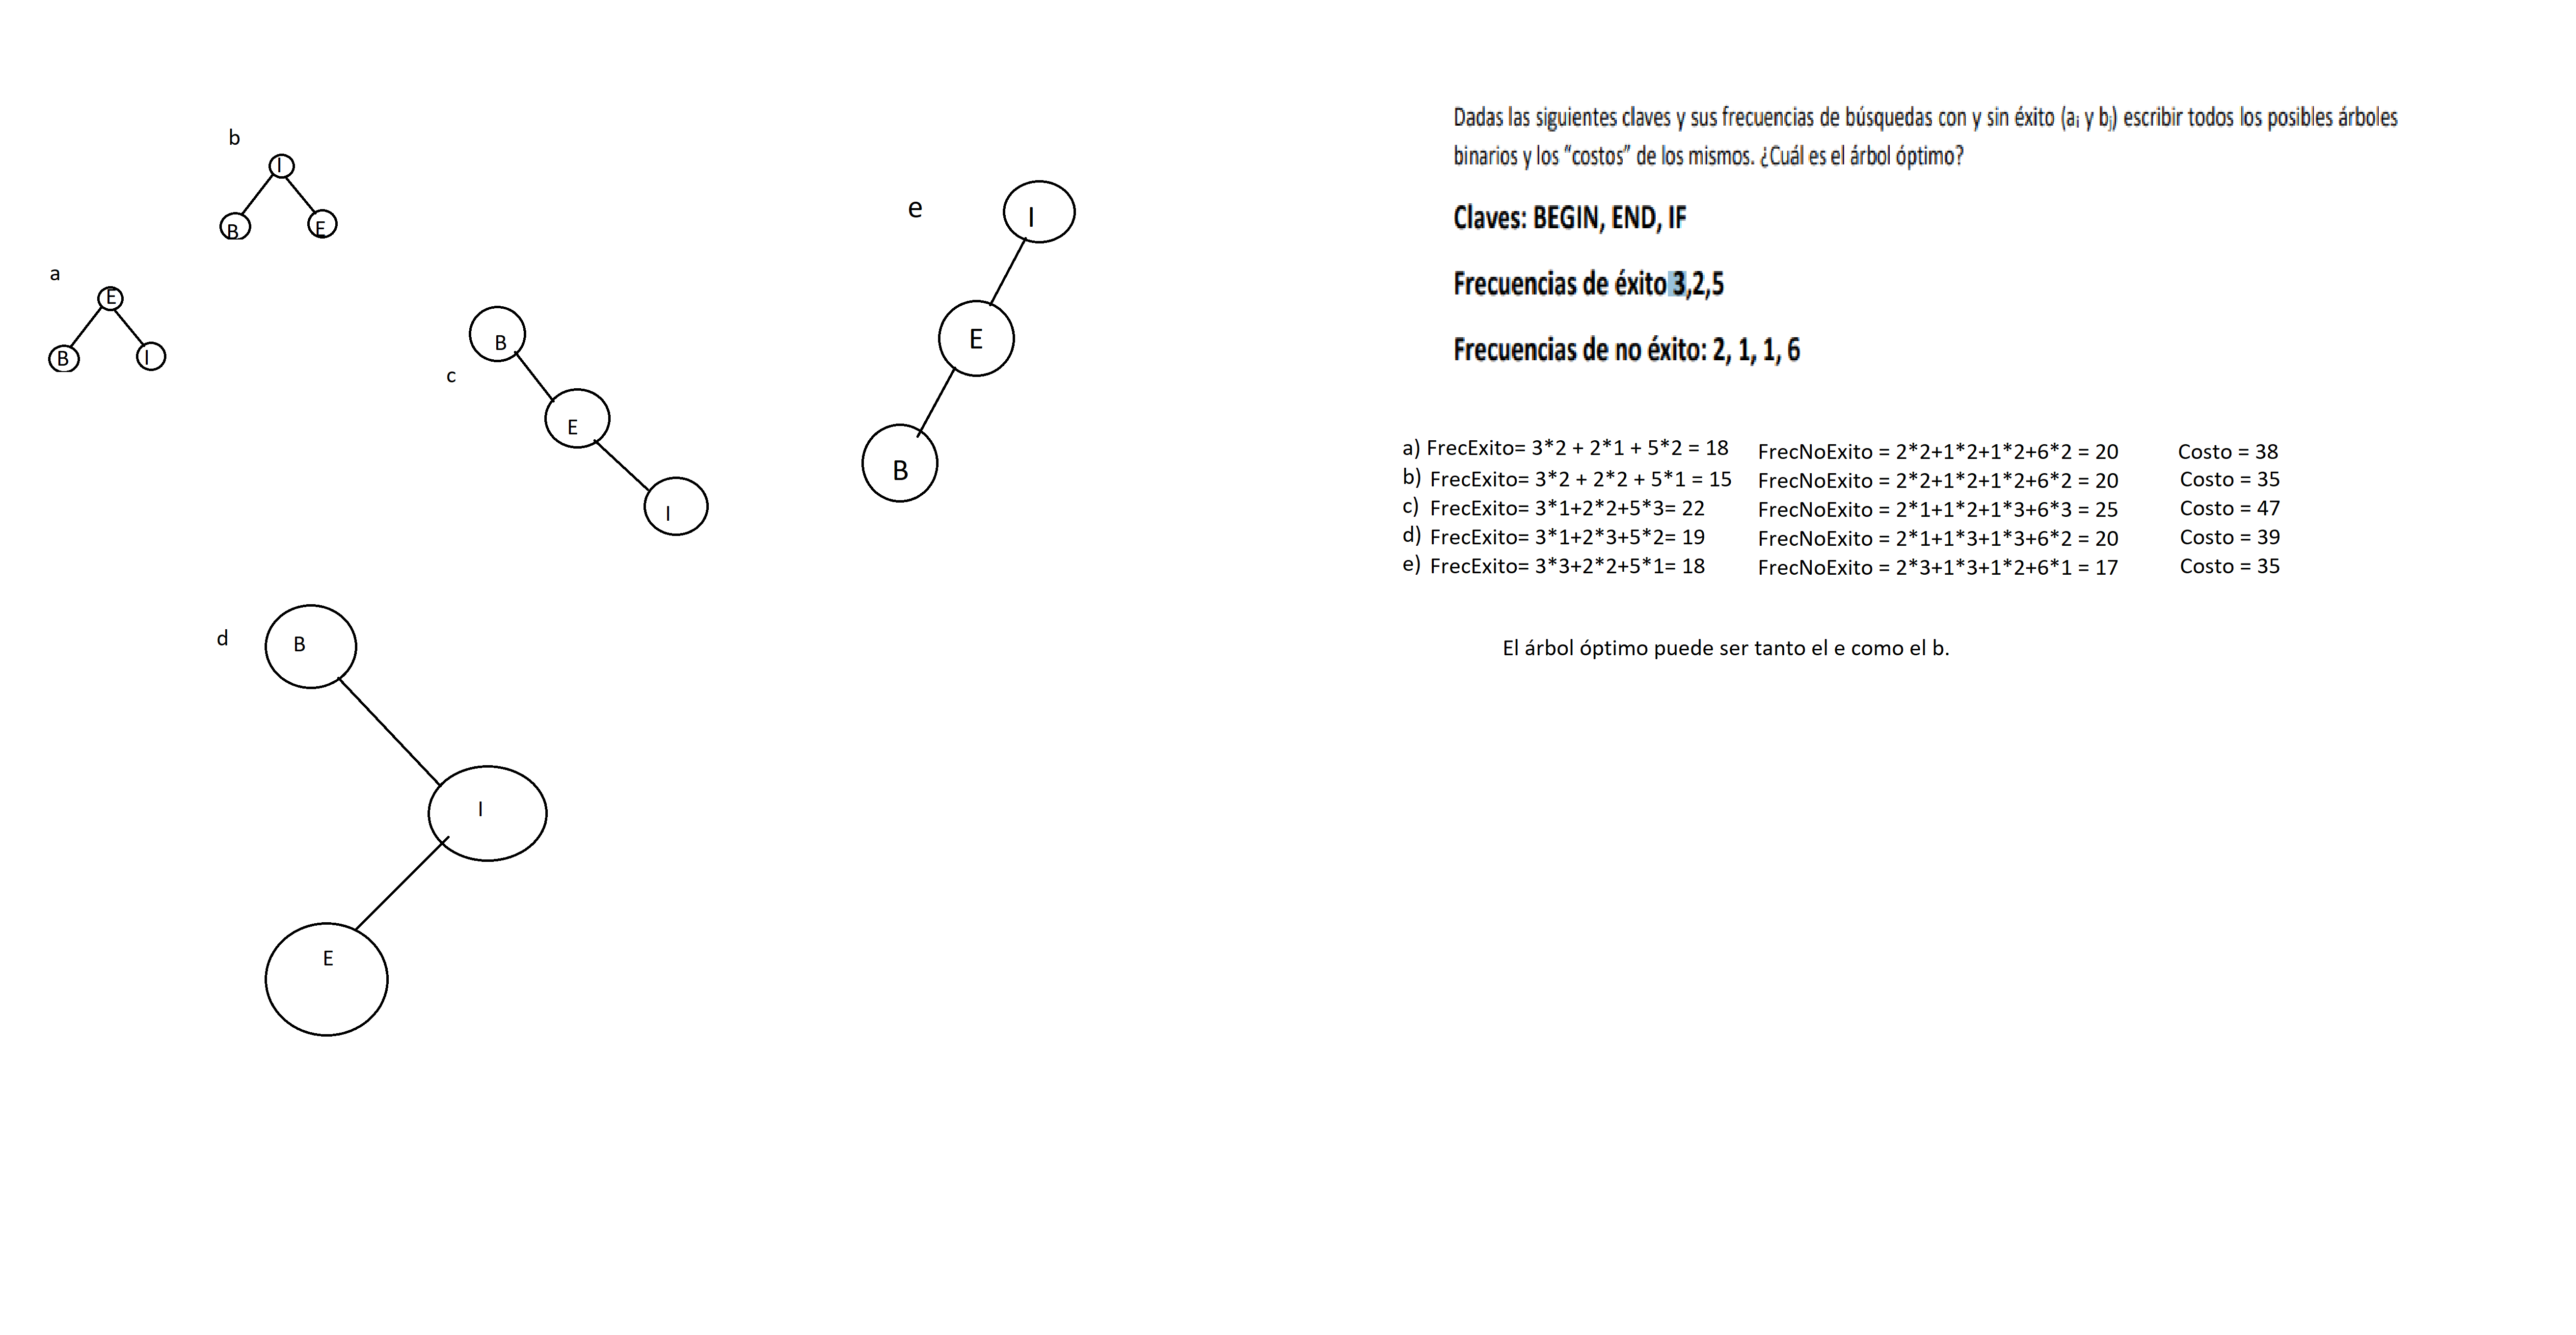 b
I
B
E
a
E
B
I
c
B
E
I
e
I
E
B
d
B
I
E
Dadas las siguientes claves y sus frecuencias de búsquedas con y sin éxito (ai y bj) escribir todos los posibles árboles
binarios y los “costos” de los mismos. ¿Cuál es el árbol óptimo?
Claves: BEGIN, END, IF
Frecuencias de éxito 3,2,5
Frecuencias de no éxito: 2, 1, 1, 6
a) FrecExito= 3*2 + 2*1 + 5*2 = 18 FrecNoExito = 2*2+1*2+1*2+6*2 = 20 Costo = 38
b) FrecExito= 3*2 + 2*2 + 5*1 = 15 FrecNoExito = 2*2+1*2+1*2+6*2 = 20 Costo = 35
c) FrecExito= 3*1+2*2+5*3= 22 FrecNoExito = 2*1+1*2+1*3+6*3 = 25 Costo = 47
d) FrecExito= 3*1+2*3+5*2= 19 FrecNoExito = 2*1+1*3+1*3+6*2 = 20 Costo = 39
e) FrecExito= 3*3+2*2+5*1= 18 FrecNoExito = 2*3+1*3+1*2+6*1 = 17 Costo = 35
El árbol óptimo puede ser tanto el e como el b.